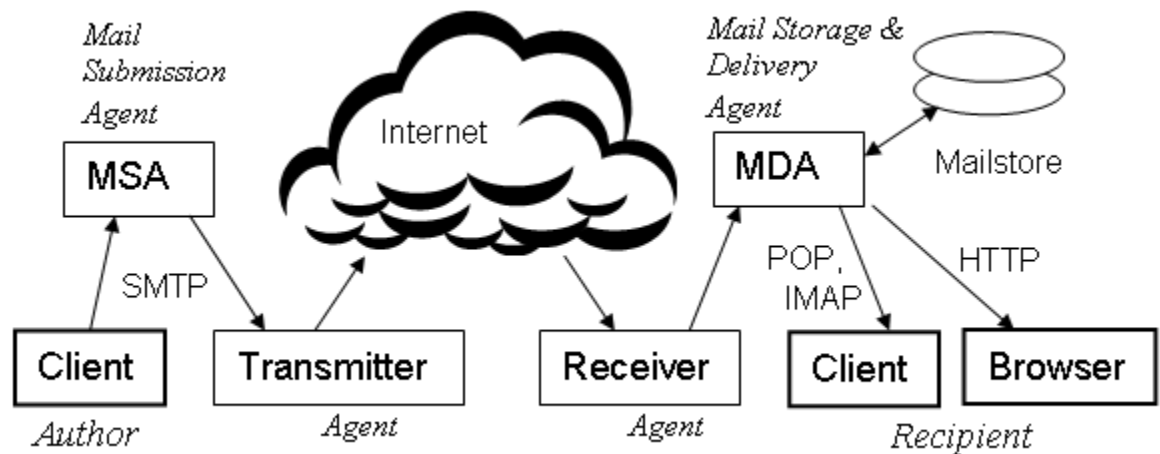 Mail
Submission
Agent
MSA
SMTP
Client
Author
Transmitter
Agent
Internet
Receiver
Agent
Mail Storage &
Delivery
Agent
MDA
Mailstore
POP,
IMAP
HTTP
Client
Browser
Recipient